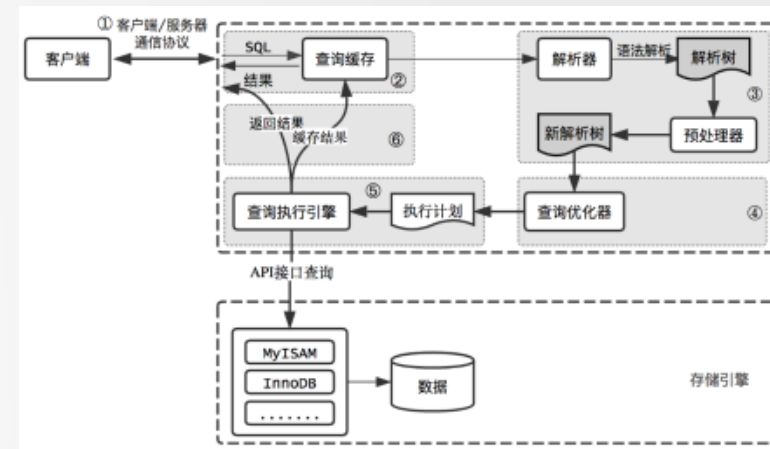 ① 客户端/服务器
通信协议
客户端
SQL
结果
查询缓存
②
解析器
语法解析
解析树
③
预处理器
新解析树
返回结果
缓存结果
⑥
查询执行引擎
⑤
执行计划
查询优化器
④
API接口查询
MyISAM
InnoDB
.......
数据
存储引擎